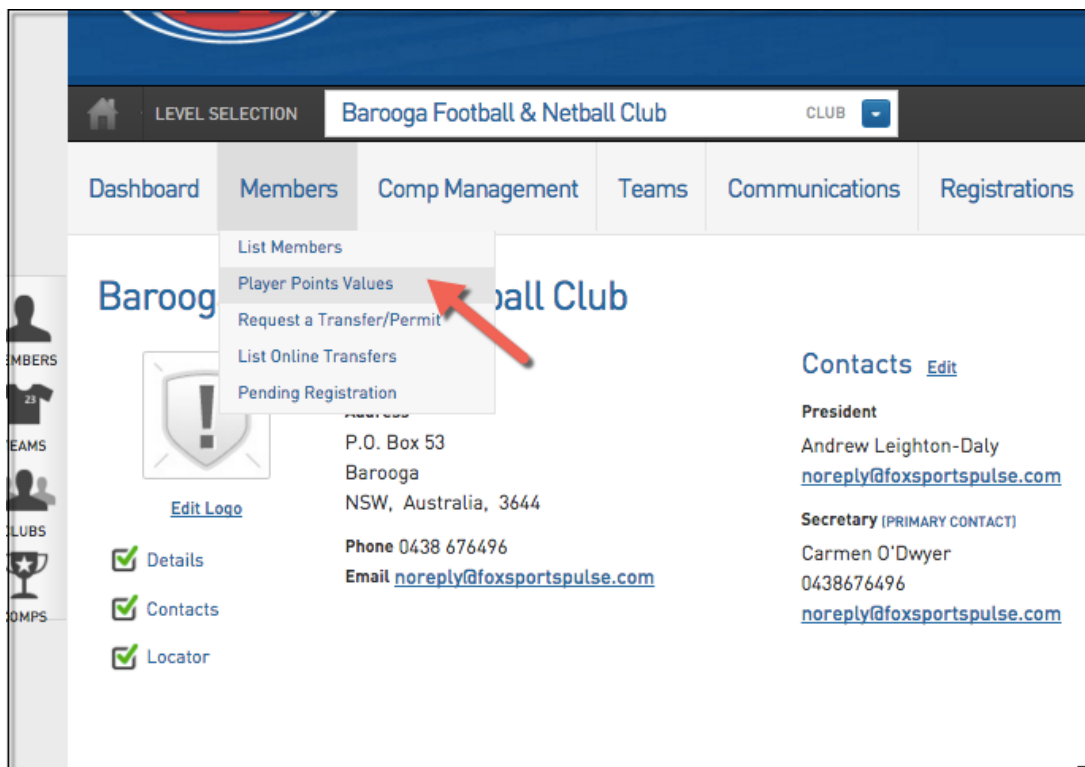 LEVEL SELECTION Barooga Football & Netball Club CLUB
Dashboard Members Comp Management Teams Communications Registrations
List Members
Player Points Values
Request a Transfer/Permit
List Online Transfers
Pending Registration
Baroog ball Club
EMBERS
23
EAMS
LUBS
OMPS
Edit Logo
Details
Contacts
Locator
Address
P.O. Box 53
Barooga
NSW, Australia, 3644
Phone 0438 676496
Email noreply@foxsportspulse.com
Contacts Edit
President
Andrew Leighton-Daly
noreply@foxsportspulse.com
Secretary (PRIMARY CONTACT)
Carmen O'Dwyer
0438676496
noreply@foxsportspulse.com